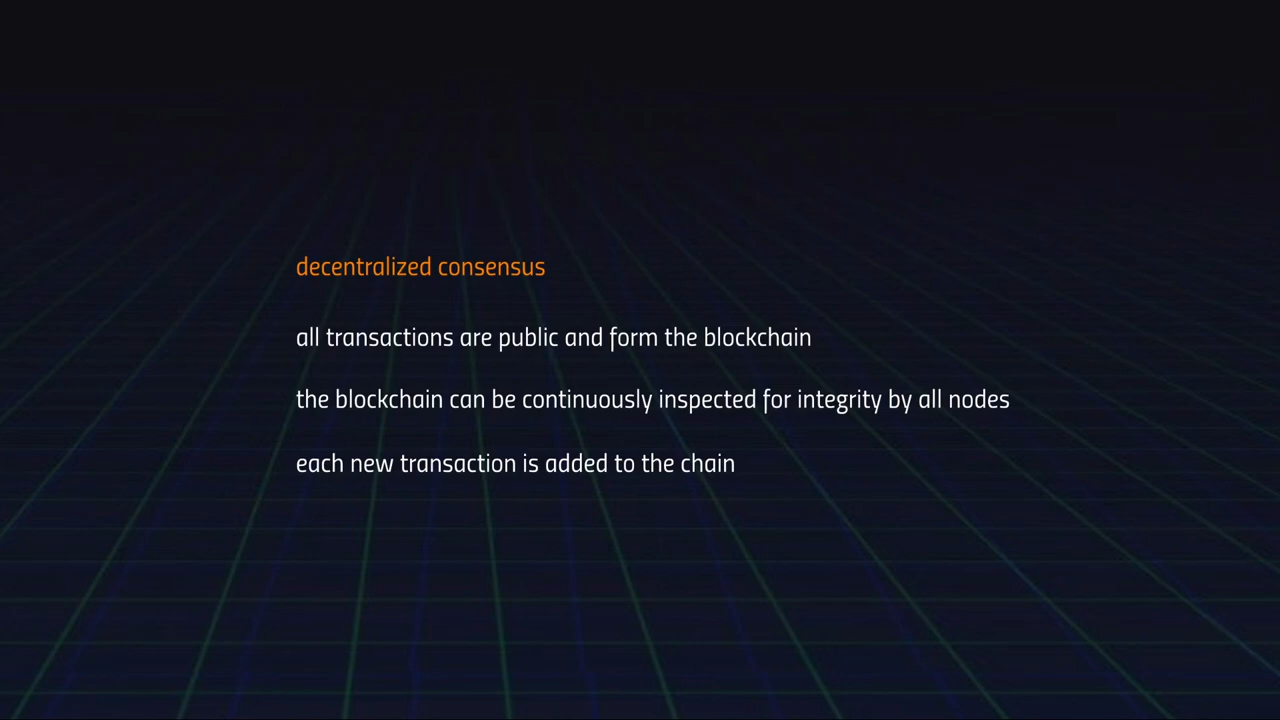 decentralized consensus
all transactions are public and form the blockchain
the blockchain can be continuously inspected for integrity by all nodes
each new transaction is added to the chain